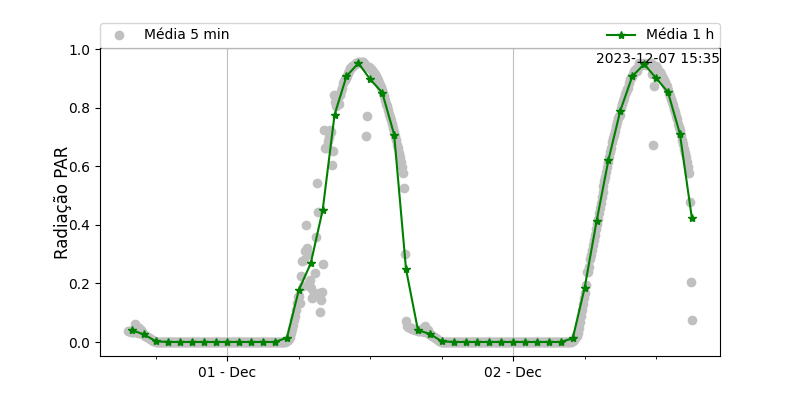 Média 5 min
Média 1 h
2023-12-07 15:35
Radiação PAR
1.0
0.8
0.6
0.4
0.2
0.0
01 - Dec
02 - Dec